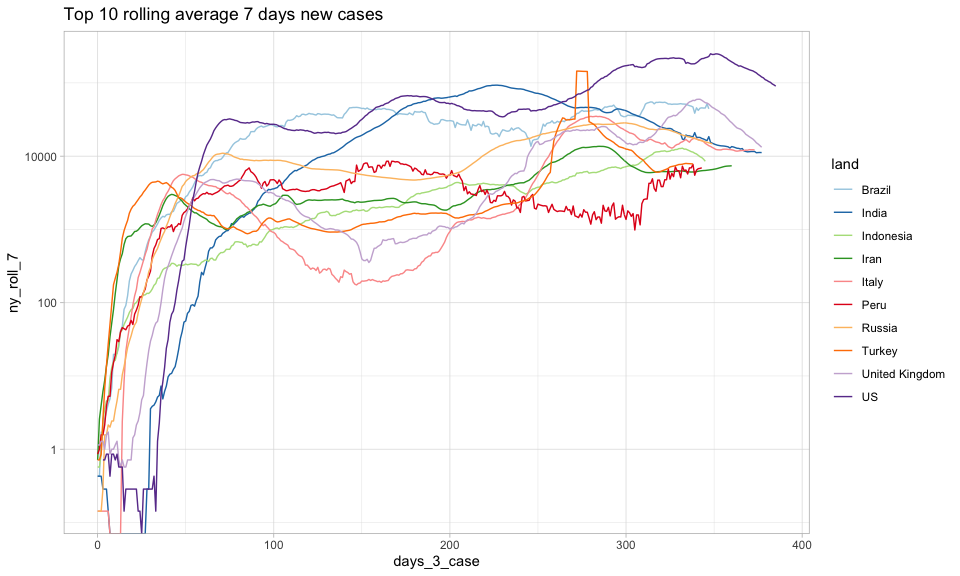 Top 10 rolling average 7 days new cases
ny_roll_7
10000
100
1
0
100
200
300
400
days_3_case
land
Brazil
India
Indonesia
Iran
Italy
Peru
Russia
Turkey
United Kingdom
US